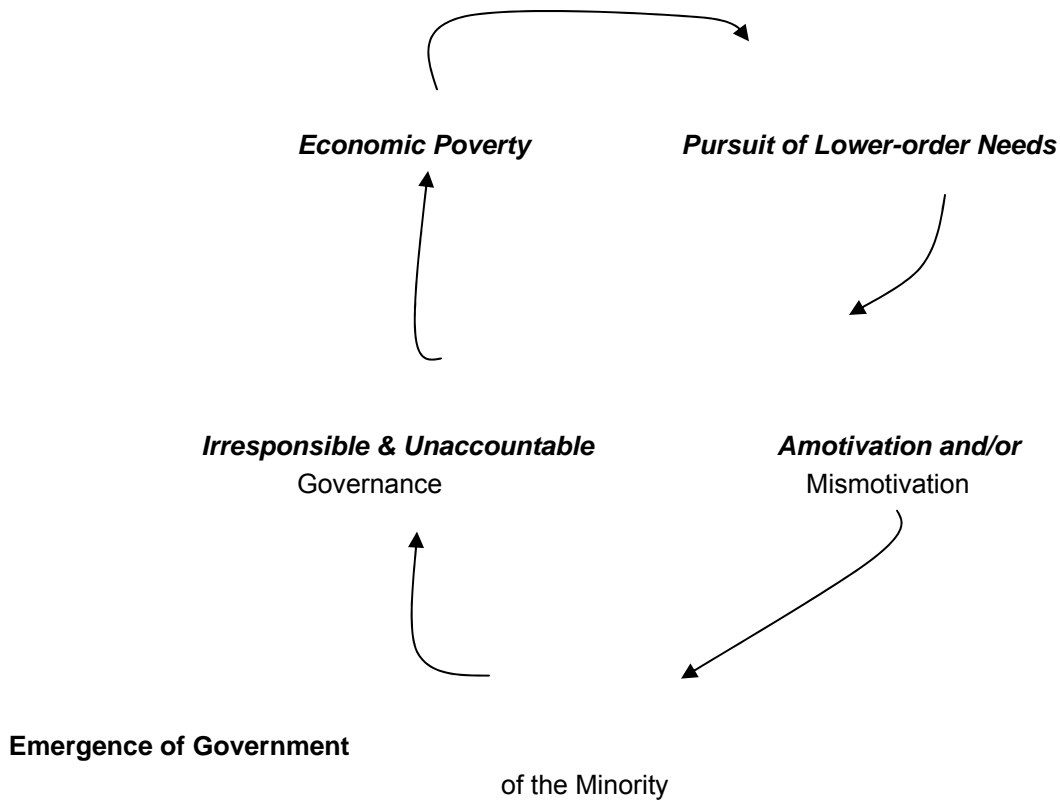 Economic Poverty
Pursuit of Lower-order Needs
Irresponsible & Unaccountable
Governance
Amotivation and/or
Mismotivation
Emergence of Government
of the Minority